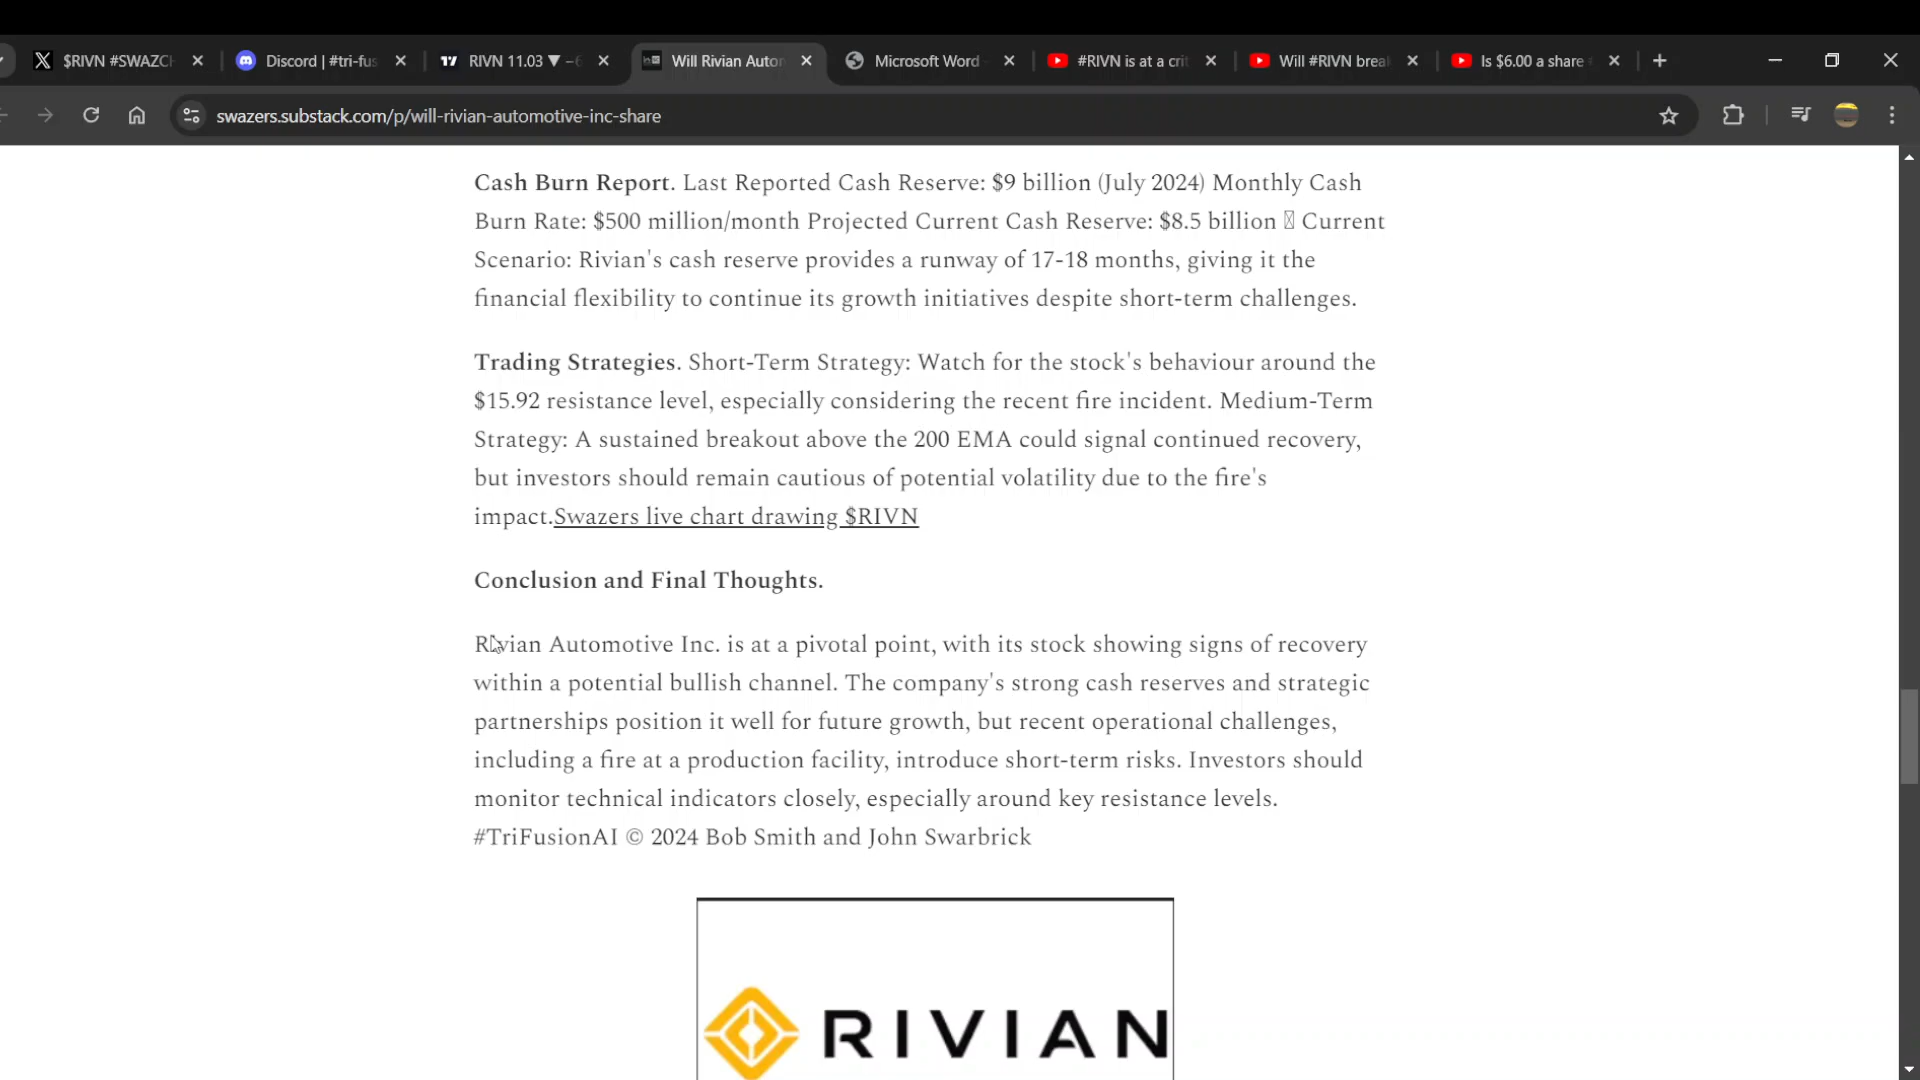 $RIVN #SWAZCH
Discord | #tri-fus
RIVN 11.03 ▼ −6
Will Rivian Auton
Microsoft Word -
#RIVN is at a crit
Will #RIVN break
Is $6.00 a share
swazers.substack.com/p/will-rivian-automotive-inc-share
Cash Burn Report. Last Reported Cash Reserve: $9 billion (July 2024) Monthly Cash
Burn Rate: $500 million/month Projected Current Cash Reserve: $8.5 billion Current
Scenario: Rivian's cash reserve provides a runway of 17-18 months, giving it the
financial flexibility to continue its growth initiatives despite short-term challenges.
Trading Strategies. Short-Term Strategy: Watch for the stock's behaviour around the
$15.92 resistance level, especially considering the recent fire incident. Medium-Term
Strategy: A sustained breakout above the 200 EMA could signal continued recovery,
but investors should remain cautious of potential volatility due to the fire's
impact.Swazers live chart drawing $RIVN
Conclusion and Final Thoughts.
Rivian Automotive Inc. is at a pivotal point, with its stock showing signs of recovery
within a potential bullish channel. The company's strong cash reserves and strategic
partnerships position it well for future growth, but recent operational challenges,
including a fire at a production facility, introduce short-term risks. Investors should
monitor technical indicators closely, especially around key resistance levels.
#TriFusionAI © 2024 Bob Smith and John Swarbrick
RIVIAN